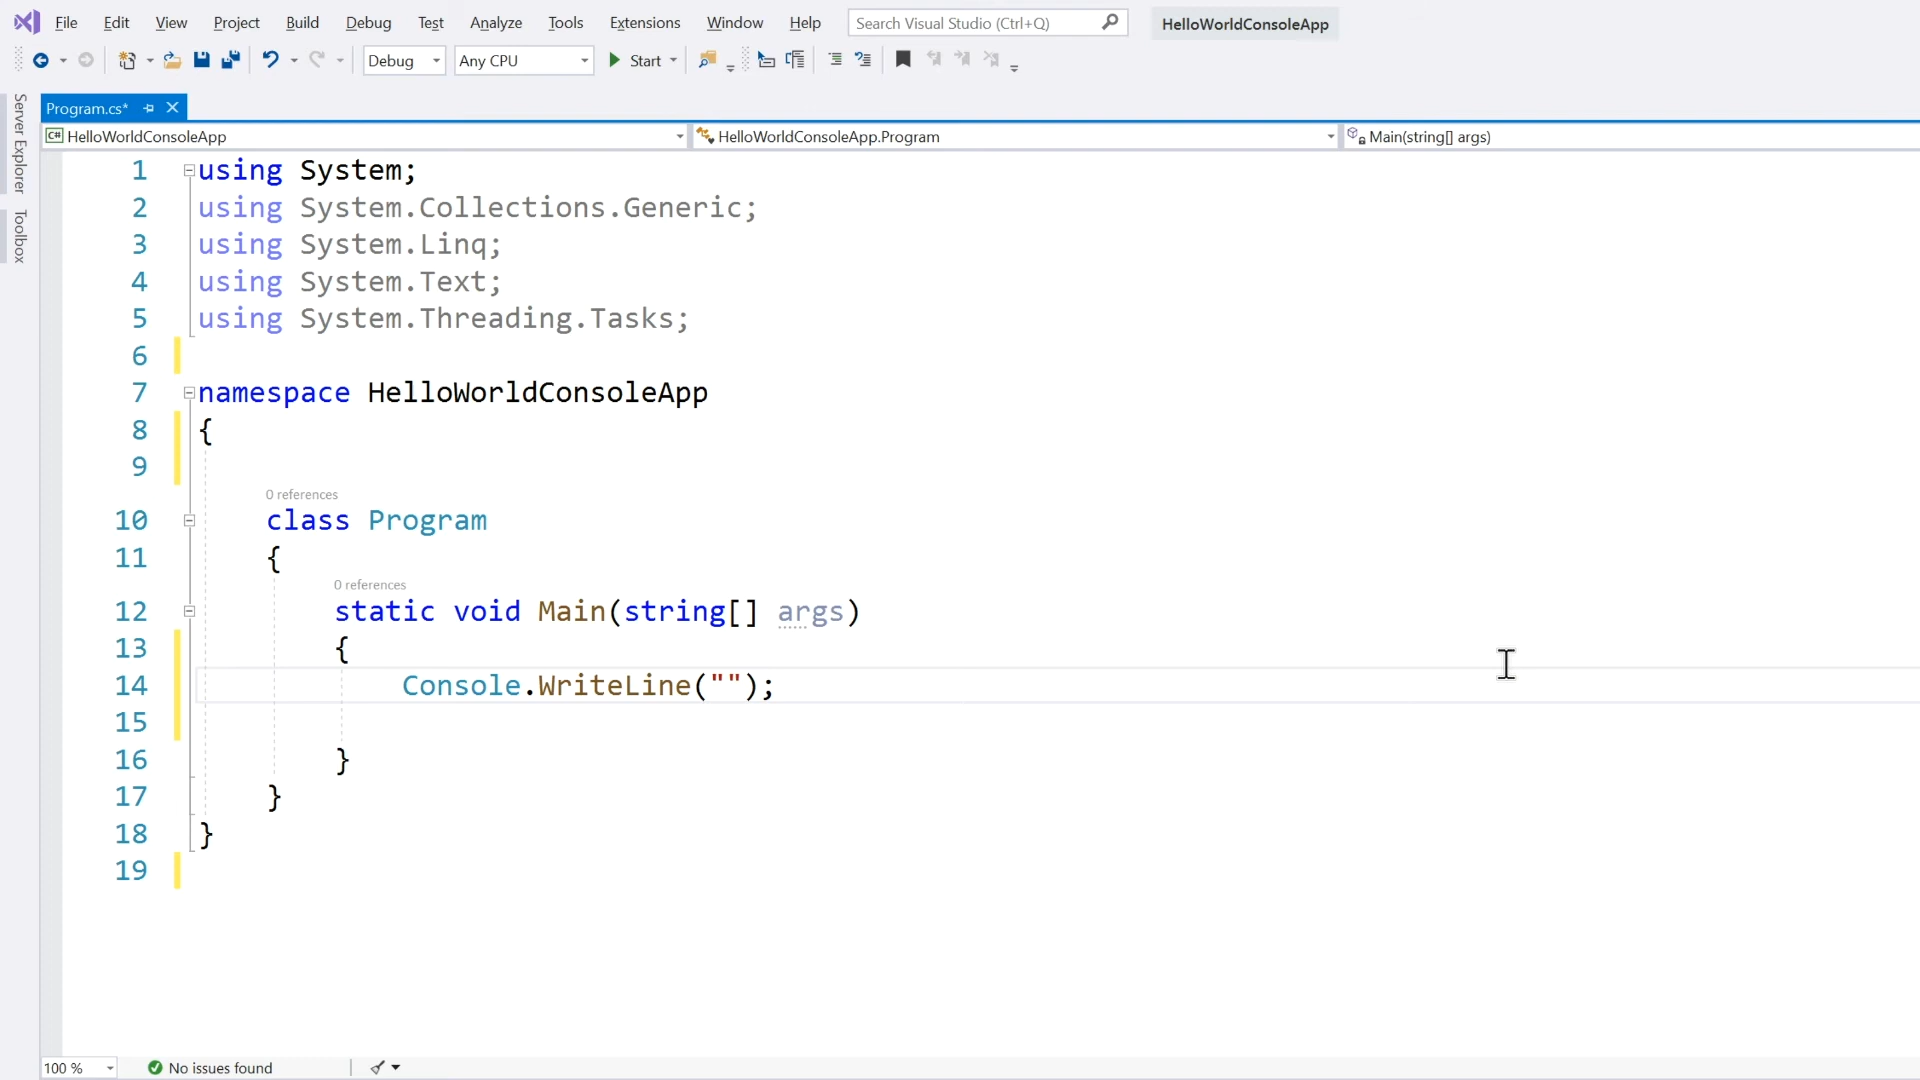 File Edit View Project Build Debug Test Analyze Tools Extensions Window Help Search Visual Studio (Ctrl+Q) HelloWorldConsoleApp
Debug Any CPU Start
Server Explorer
Toolbox
Program.cs*
C# HelloWorldConsoleApp HelloWorldConsoleApp.Program Main(string[] args)
1 using System;
2 using System.Collections.Generic;
3 using System.Linq;
4 using System.Text;
5 using System.Threading.Tasks;
6
7 namespace HelloWorldConsoleApp
8 {
9
0 references
10 class Program
11 {
0 references
12 static void Main(string[] args)
13 {
14 Console.WriteLine("");
15
16 }
17 }
18 }
19
100 % No issues found